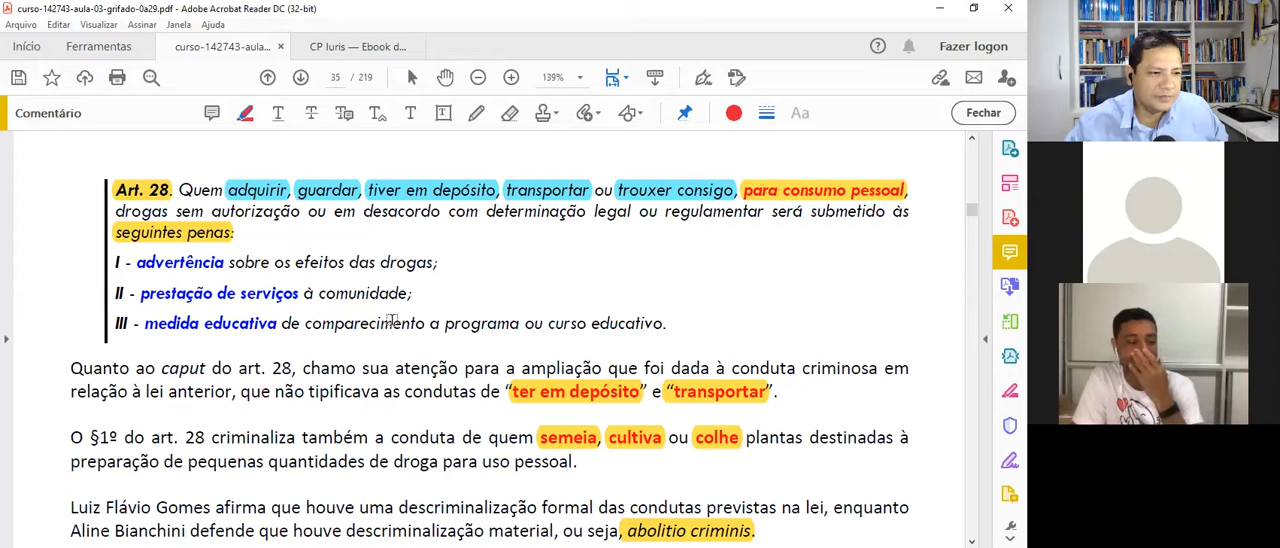 curso-142743-aula-03-grifado-0a29.pdf - Adobe Acrobat Reader DC (32-bit)
Arquivo Editar Visualizar Assinar Janela Ajuda
Início Ferramentas curso-142743-aula... × CP Iuris — Ebook d... Fazer logon
35 / 219 139%
Comentário Aa Fechar
Art. 28. Quem adquirir, guardar, tiver em depósito, transportar ou trouxer consigo, para consumo pessoal,
drogas sem autorização ou em desacordo com determinação legal ou regulamentar será submetido às
seguintes penas:
I - advertência sobre os efeitos das drogas;
II - prestação de serviços à comunidade;
III - medida educativa de comparecimento a programa ou curso educativo.
Quanto ao caput do art. 28, chamo sua atenção para a ampliação que foi dada à conduta criminosa em
relação à lei anterior, que não tipificava as condutas de “ter em depósito” e “transportar”.
O §1º do art. 28 criminaliza também a conduta de quem semeia, cultiva ou colhe plantas destinadas à
preparação de pequenas quantidades de droga para uso pessoal.
Luiz Flávio Gomes afirma que houve uma descriminalização formal das condutas previstas na lei, enquanto
Aline Bianchini defende que houve descriminalização material, ou seja, abolitio criminis.